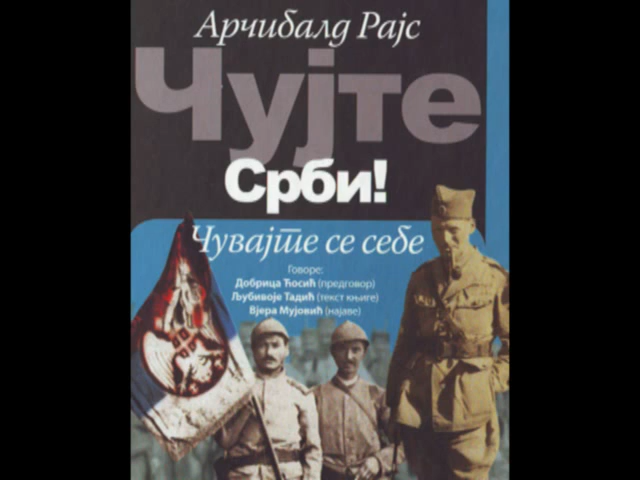 Арчибалд Рајс
Чујте
Срби!
Чувајте се себе
Говоре:
Добрица Ћосић (предговор)
Љубивоје Тадић (текст књиге)
Вјера Мујовић (најаве)